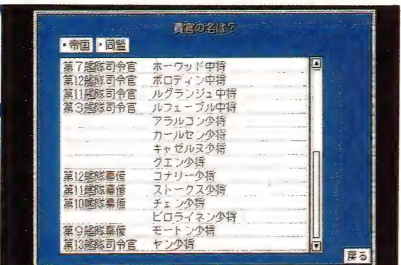 貴官の名は?
・帝国 ・同盟
第7艦隊司令官 ホーウッド中将
第12艦隊司令官 ボロディン中将
第11艦隊司令官 ルグランジュ中将
第3艦隊司令官 ルフェーブル中将
アラルコン少将
カールセン少将
キャゼルヌ少将
グエン少将
第12艦隊幕僚 コナリー少将
第11艦隊幕僚 ストークス少将
第10艦隊幕僚 チェン少将
ビロライネン少将
第9艦隊幕僚 モートン少将
第13艦隊司令官 ヤン少将
戻る